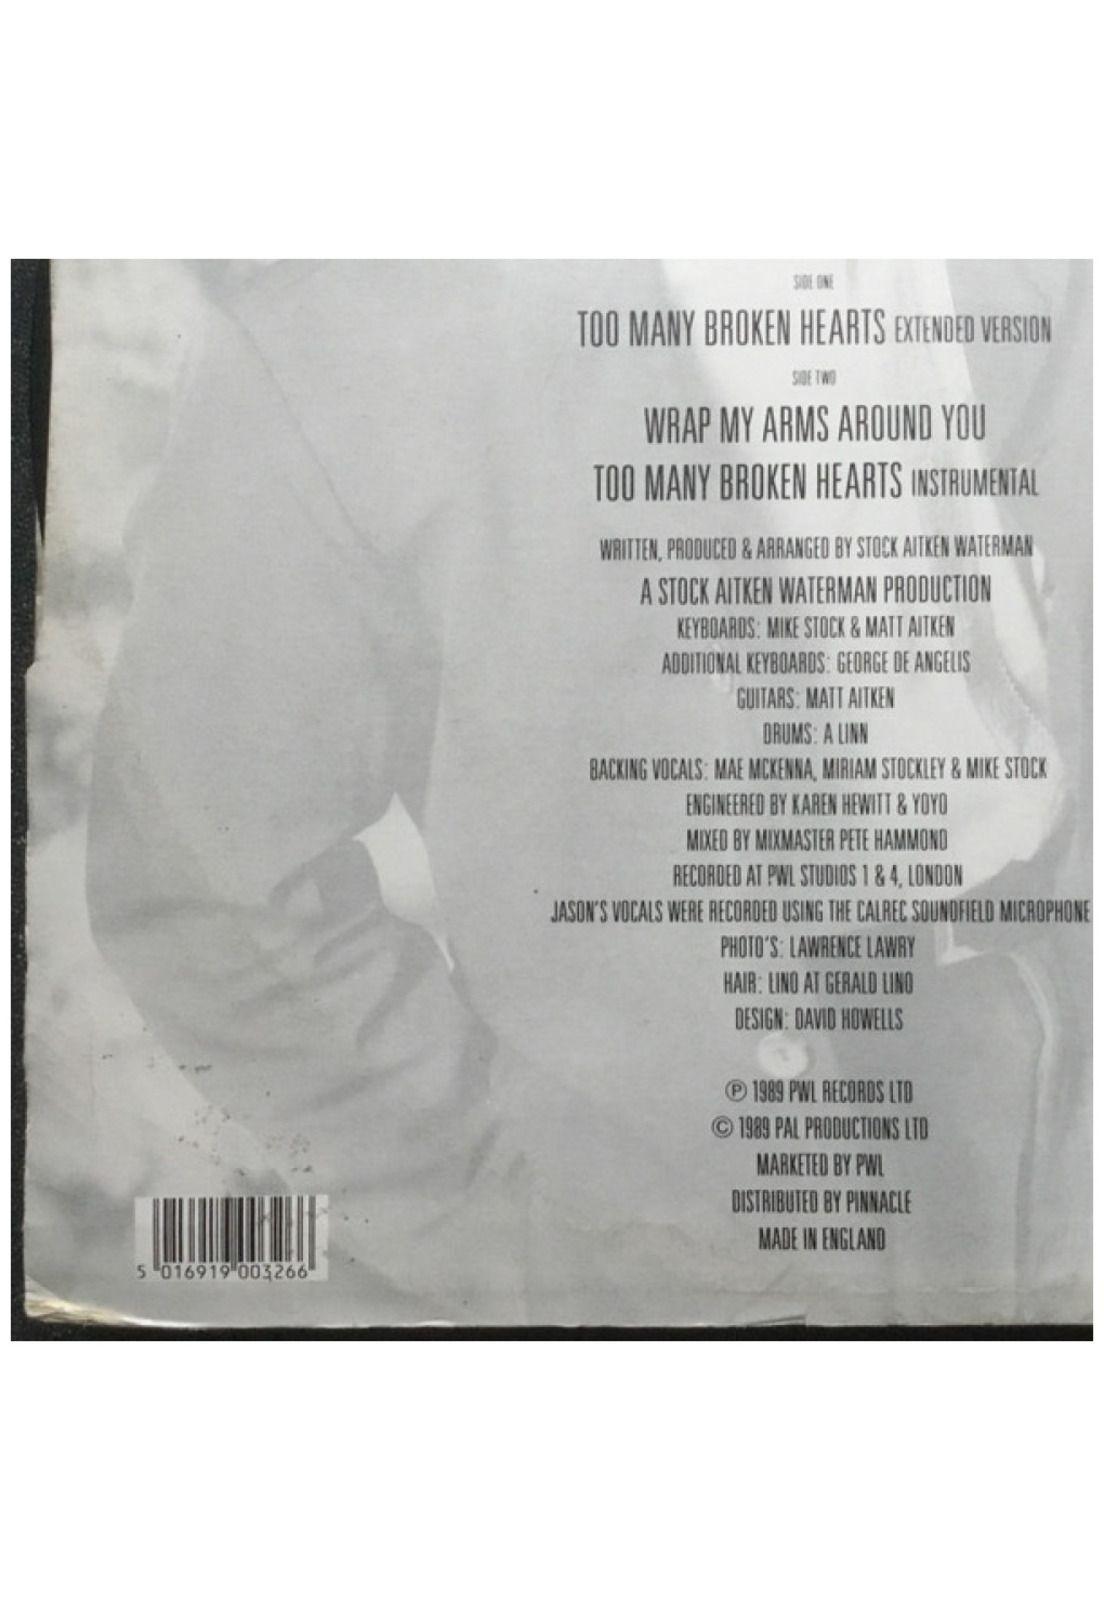 SIDE ONE
TOO MANY BROKEN HEARTS EXTENDED VERSION
SIDE TWO
WRAP MY ARMS AROUND YOU
TOO MANY BROKEN HEARTS INSTRUMENTAL
WRITTEN, PRODUCED & ARRANGED BY STOCK AITKEN WATERMAN
A STOCK AITKEN WATERMAN PRODUCTION
KEYBOARDS: MIKE STOCK & MATT AITKEN
ADDITIONAL KEYBOARDS: GEORGE DE ANGELIS
GUITARS: MATT AITKEN
DRUMS: A LINN
BACKING VOCALS: MAE MCKENNA, MIRIAM STOCKLEY & MIKE STOCK
ENGINEERED BY KAREN HEWITT & YOYO
MIXED BY MIXMASTER PETE HAMMOND
RECORDED AT PWL STUDIOS 1 & 4, LONDON
JASON'S VOCALS WERE RECORDED USING THE CALREC SOUNDFIELD MICROPHONE
PHOTO'S: LAWRENCE LAWRY
HAIR: LINO AT GERALD LINO
DESIGN: DAVID HOWELLS
℗ 1989 PWL RECORDS LTD
© 1989 PAL PRODUCTIONS LTD
MARKETED BY PWL
DISTRIBUTED BY PINNACLE
MADE IN ENGLAND
5 016919 003266